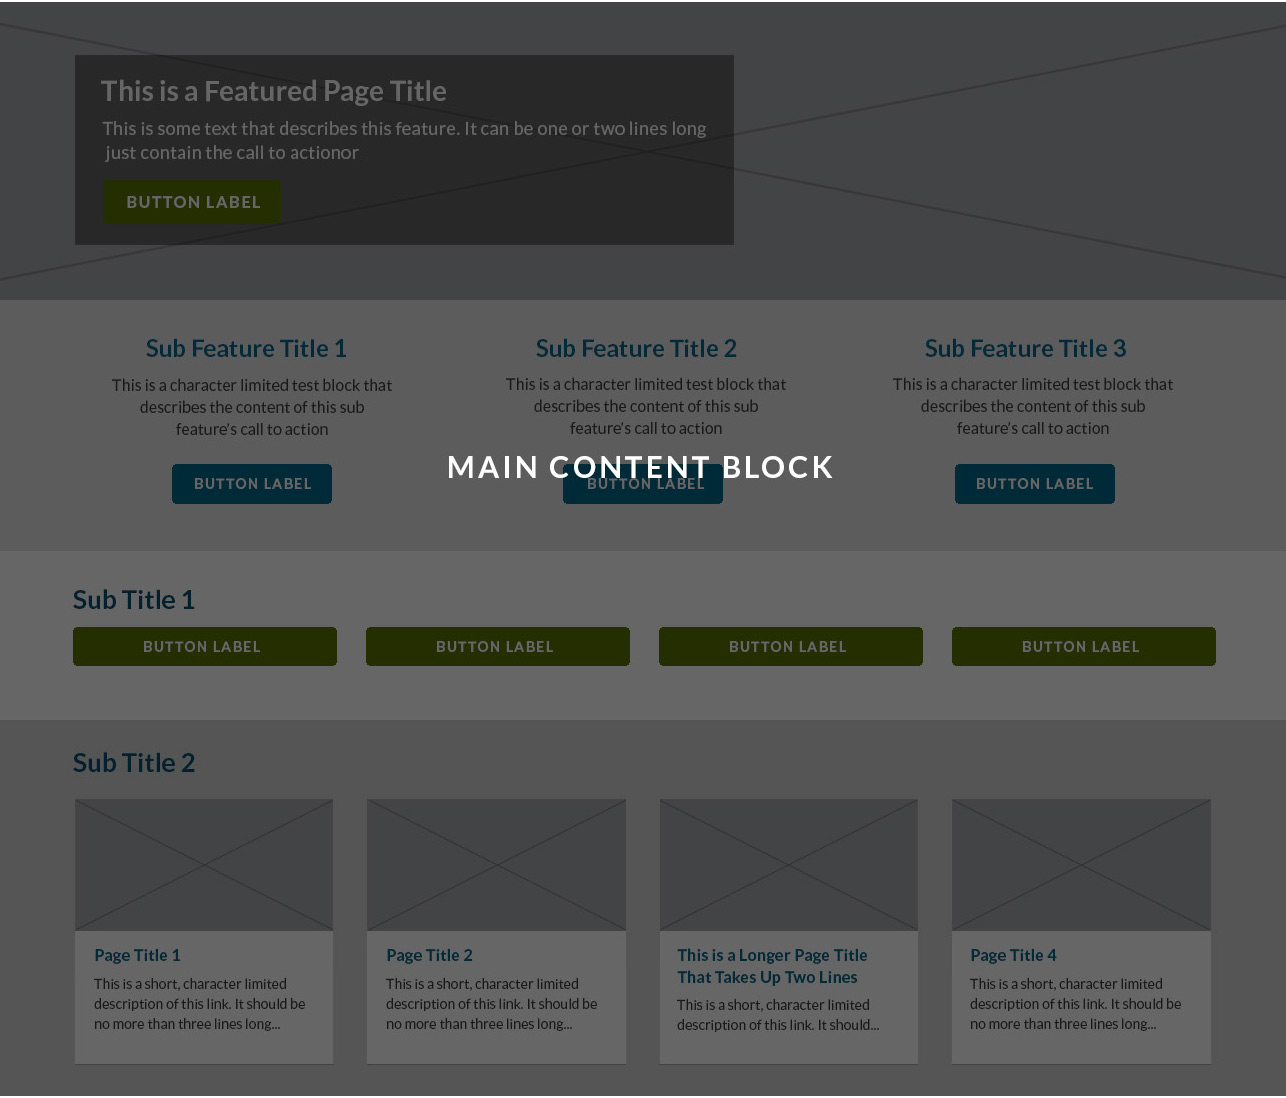 This is a Featured Page Title
This is some text that describes this feature. It can be one or two lines long
just contain the call to actionor
BUTTON LABEL
Sub Feature Title 1
This is a character limited test block that
describes the content of this sub
feature's call to action
BUTTON LABEL
Sub Feature Title 2
This is a character limited test block that
describes the content of this sub
feature's call to action
BUTTON LABEL
Sub Feature Title 3
This is a character limited test block that
describes the content of this sub
feature's call to action
BUTTON LABEL
MAIN CONTENT BLOCK
Sub Title 1
BUTTON LABEL
BUTTON LABEL
BUTTON LABEL
BUTTON LABEL
Sub Title 2
Page Title 1
This is a short, character limited
description of this link. It should be
no more than three lines long...
Page Title 2
This is a short, character limited
description of this link. It should be
no more than three lines long...
This is a Longer Page Title
That Takes Up Two Lines
This is a short, character limited
description of this link. It should...
Page Title 4
This is a short, character limited
description of this link. It should be
no more than three lines long...